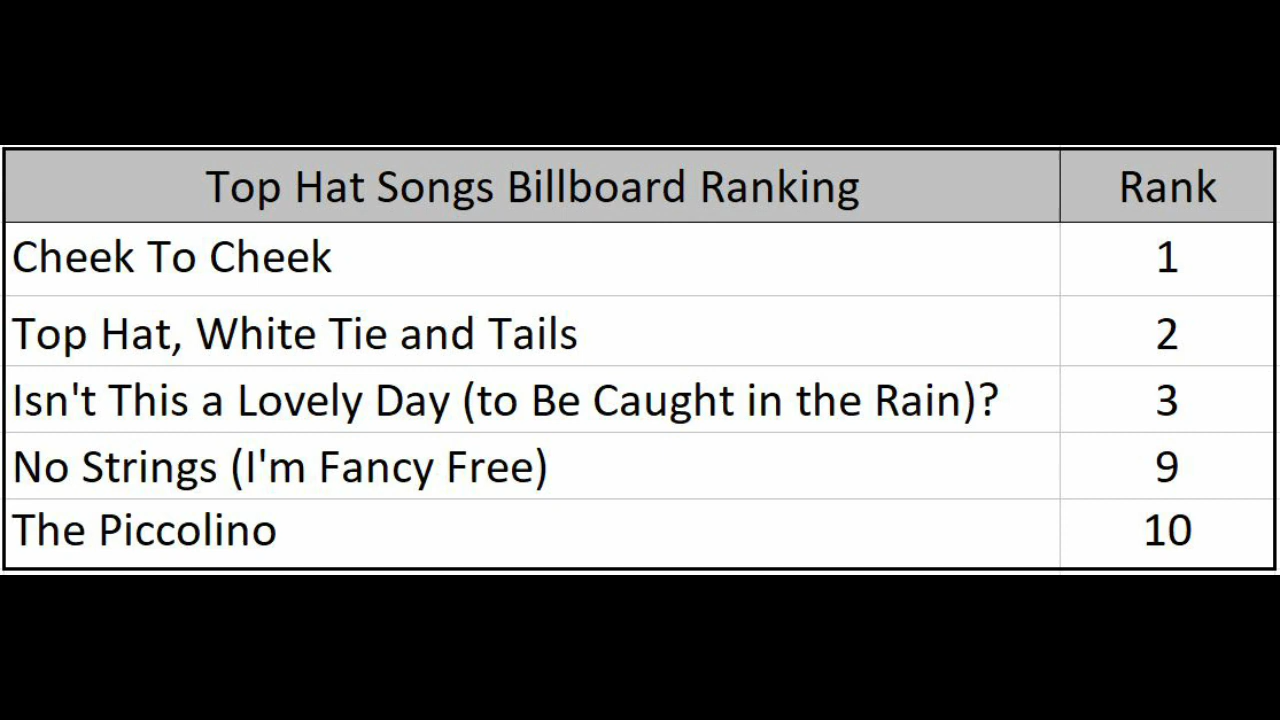 Top Hat Songs Billboard Ranking Rank
Cheek To Cheek 1
Top Hat, White Tie and Tails 2
Isn't This a Lovely Day (to Be Caught in the Rain)? 3
No Strings (I'm Fancy Free) 9
The Piccolino 10